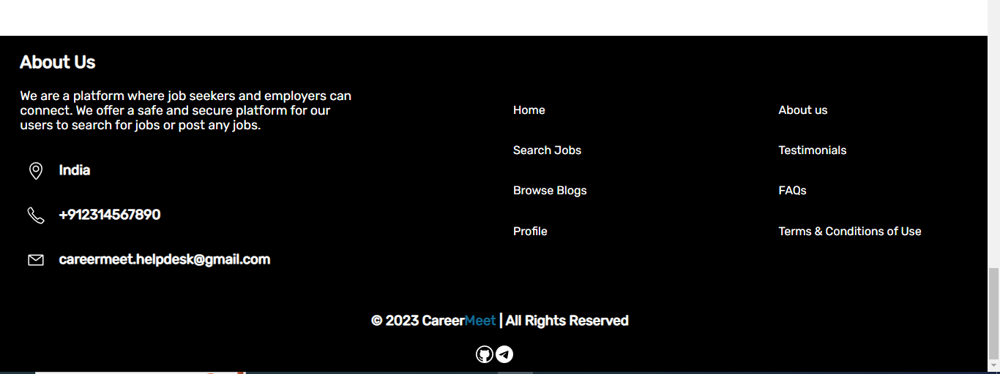 About Us
We are a platform where job seekers and employers can
connect. We offer a safe and secure platform for our
users to search for jobs or post any jobs.
India
+912314567890
careermeet.helpdesk@gmail.com
Home
Search Jobs
Browse Blogs
Profile
About us
Testimonials
FAQs
Terms & Conditions of Use
© 2023 CareerMeet | All Rights Reserved